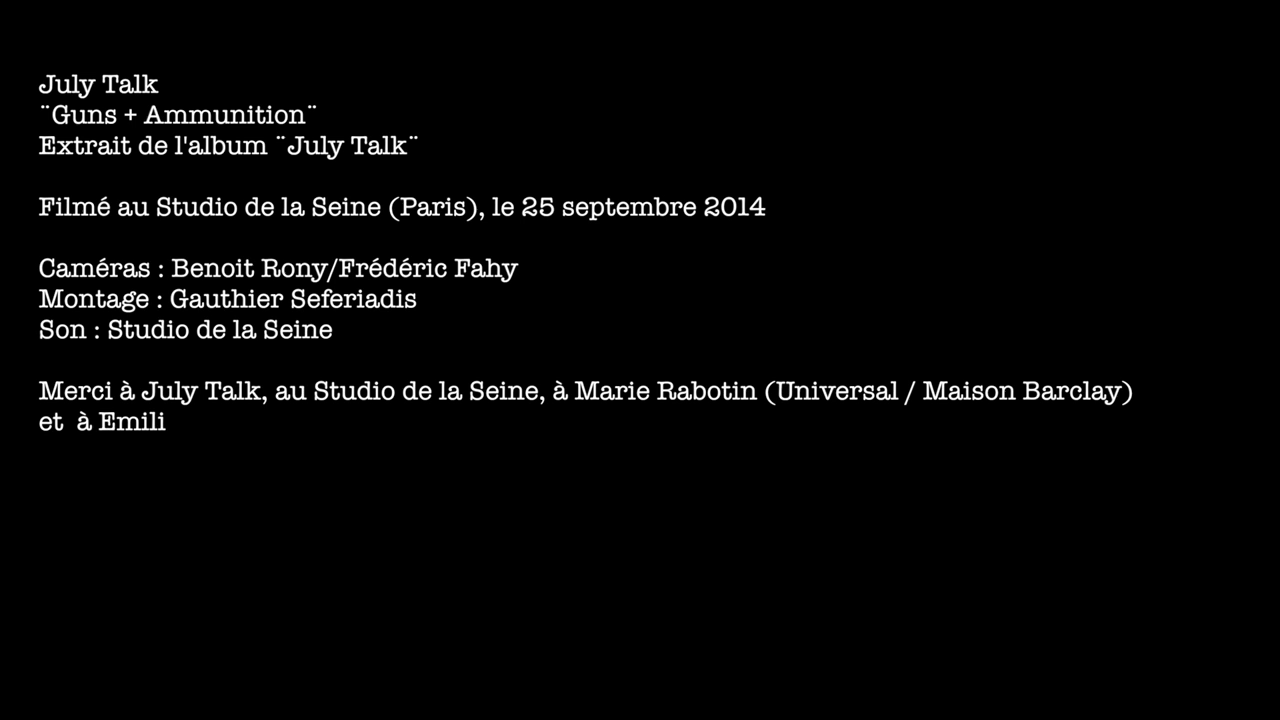 July Talk
¨Guns + Ammunition¨
Extrait de l'album ¨July Talk¨
Filmé au Studio de la Seine (Paris), le 25 septembre 2014
Caméras : Benoit Rony/Frédéric Fahy
Montage : Gauthier Seferiadis
Son : Studio de la Seine
Merci à July Talk, au Studio de la Seine, à Marie Rabotin (Universal / Maison Barclay)
et  à Emili